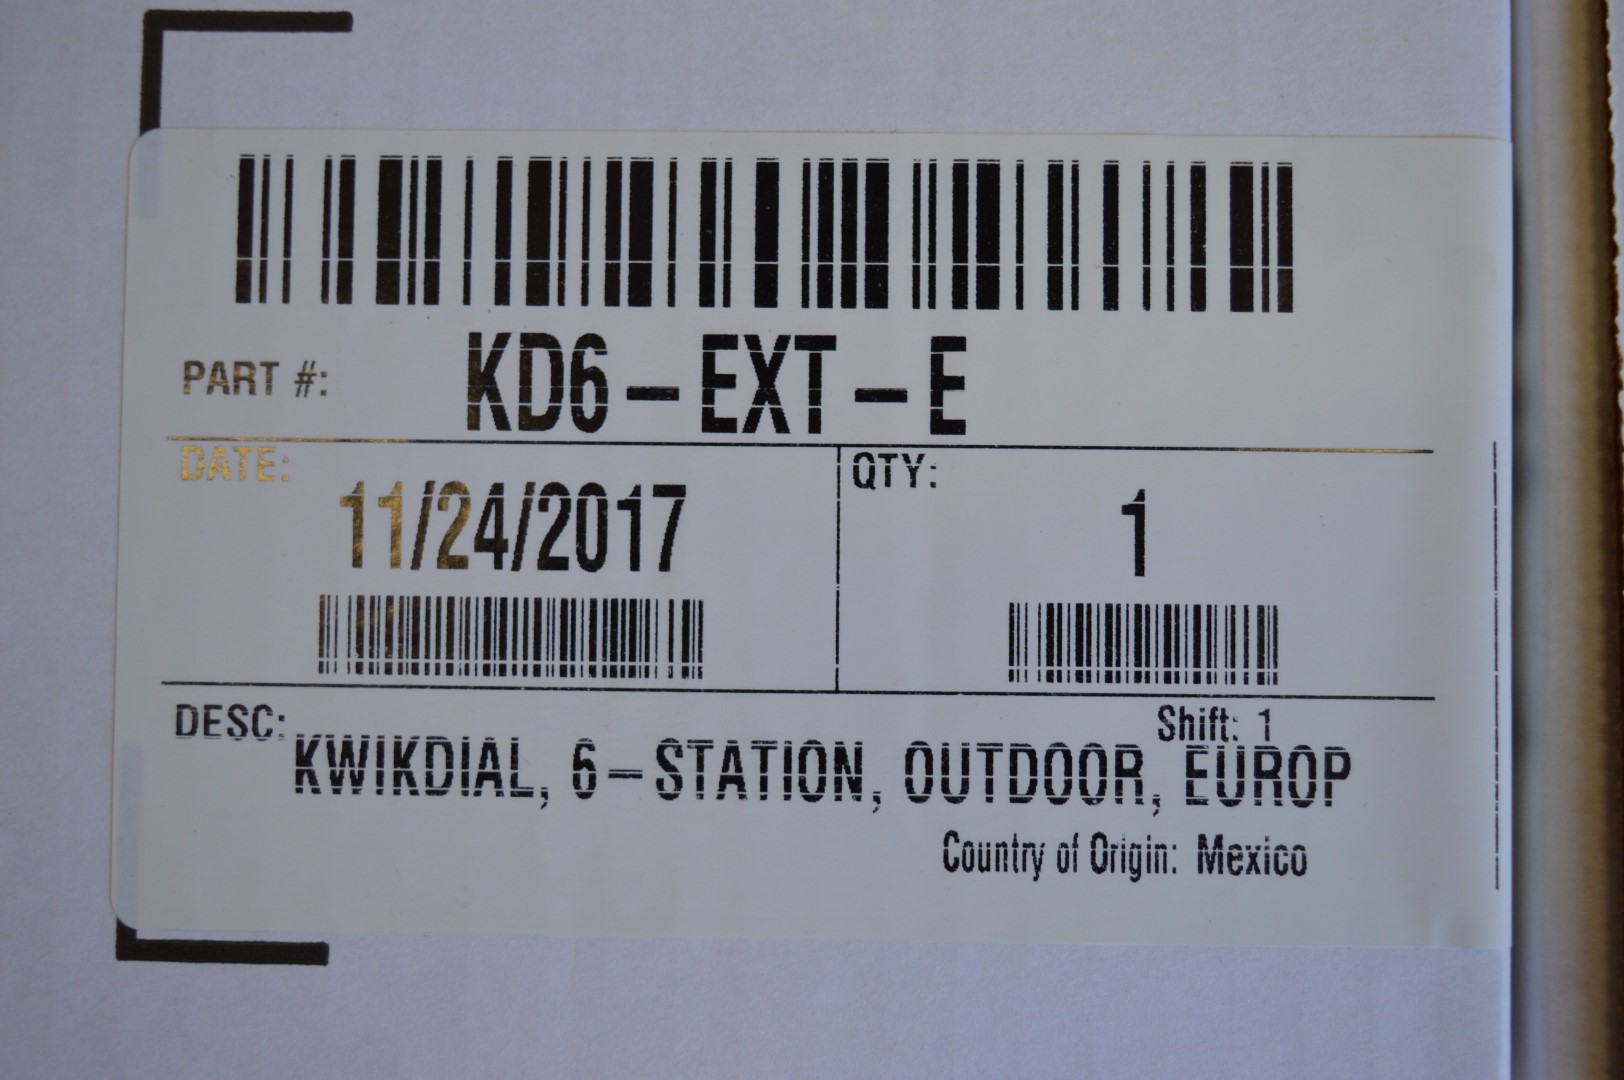 PART #: KD6-EXT-E
DATE: QTY:
11/24/2017 1
DESC: Shift: 1
KWIKDIAL, 6-STATION, OUTDOOR, EUROP
Country of Origin: Mexico